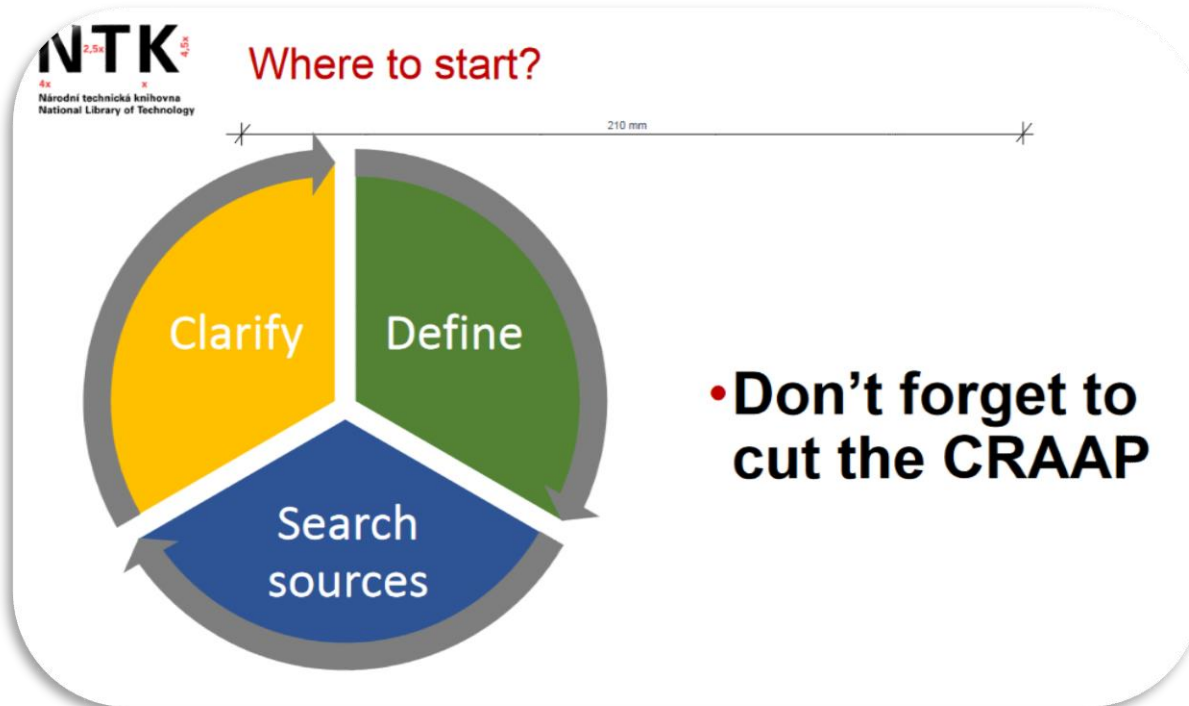 NTK
2,5x
4,5x
4x
x
Národní technická knihovna
National Library of Technology
Where to start?
210 mm
Clarify
Define
Search
sources
•Don't forget to
cut the CRAAP